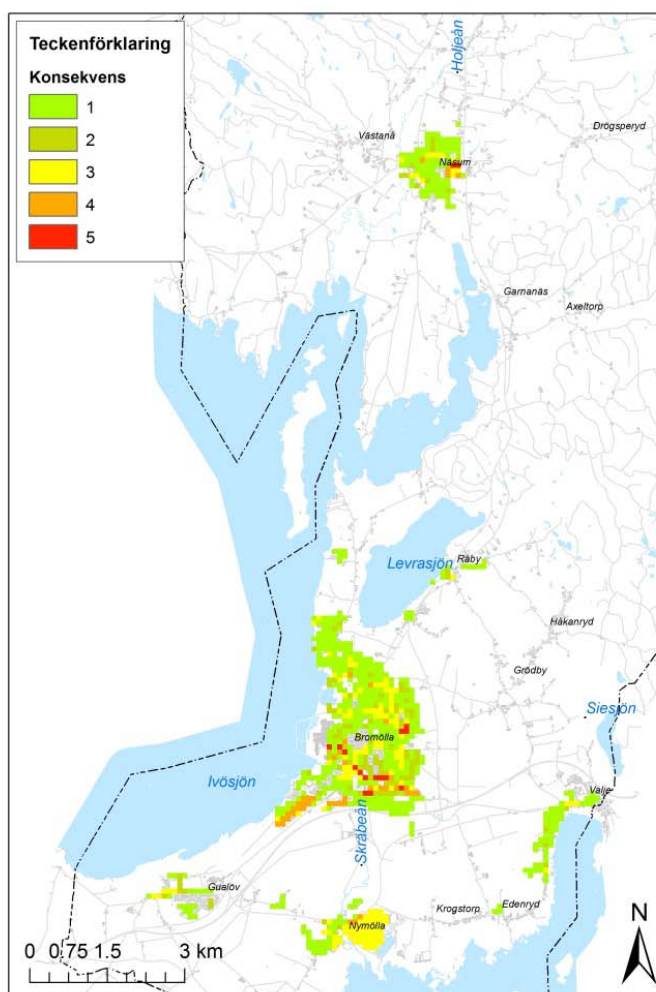 Teckenförklaring
Konsekvens
1
2
3
4
5
Holjeån
Västanå
Näsum
Drögsperyd
Garnanäs
Axeltorp
Levrasjön
Råby
Håkanryd
Grödby
Siesjön
Bromölla
Ivösjön
Valje
Skräbeån
Gualöv
Krogstorp
Edenryd
Nymölla
N
0 0.75 1.5 3 km